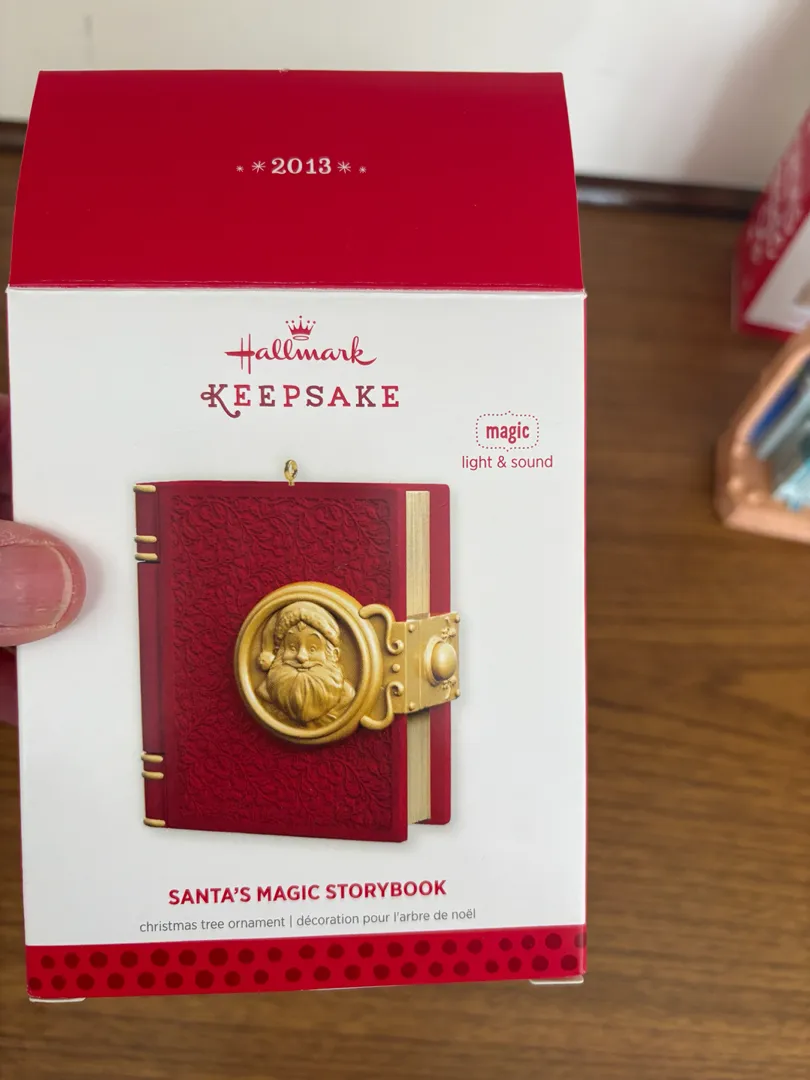 2013
Hallmark
KEEPSAKE
magic
light & sound
SANTA'S MAGIC STORYBOOK
christmas tree ornament | décoration pour l'arbre de noël